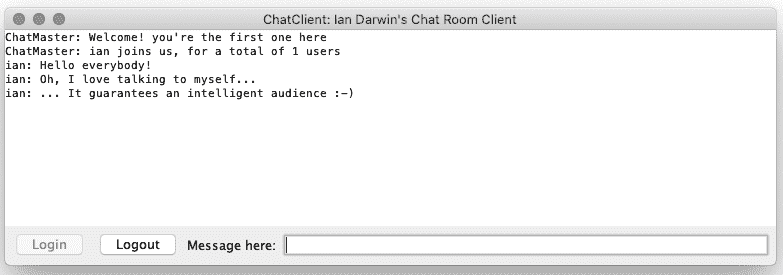 ChatClient: Ian Darwin's Chat Room Client
ChatMaster: Welcome! you're the first one here
ChatMaster: ian joins us, for a total of 1 users
ian: Hello everybody!
ian: Oh, I love talking to myself...
ian: ... It guarantees an intelligent audience :-)
Login Logout Message here: